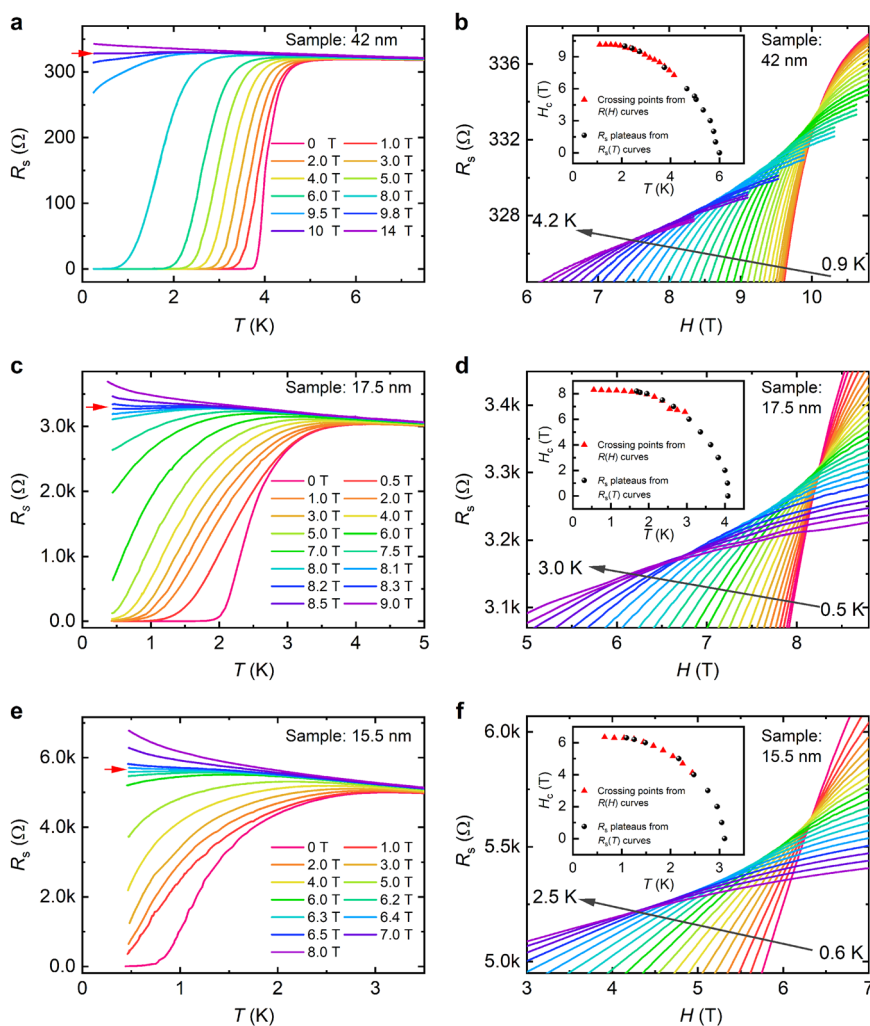 a
Sample: 42 nm
300
200
100
0
Rs (Ω)
0 T 1.0 T
2.0 T 3.0 T
4.0 T 5.0 T
6.0 T 8.0 T
9.5 T 9.8 T
10 T 14 T
0 2 4 6
T (K)
b
Sample:
42 nm
336
332
328
Rs (Ω)
10
5
0
Hc (T)
Crossing points from
R(H) curves
Rs plateaus from
Rs(T) curves
0 2 4 6
T (K)
4.2 K
0.9 K
6 7 8 9 10
H (T)
c
Sample: 17.5 nm
3.0k
2.0k
1.0k
0.0
Rs (Ω)
0 T 0.5 T
1.0 T 2.0 T
3.0 T 4.0 T
5.0 T 6.0 T
7.0 T 7.5 T
8.0 T 8.1 T
8.2 T 8.3 T
8.5 T 9.0 T
0 1 2 3 4 5
T (K)
d
Sample:
17.5 nm
3.4k
3.3k
3.2k
3.1k
Rs (Ω)
8
6
4
2
0
Hc (T)
Crossing points from
R(H) curves
Rs plateaus from
Rs(T) curves
0 1 2 3 4
T (K)
3.0 K
0.5 K
5 6 7 8
H (T)
e
Sample: 15.5 nm
6.0k
4.0k
2.0k
0.0
Rs (Ω)
0 T 1.0 T
2.0 T 3.0 T
4.0 T 5.0 T
6.0 T 6.2 T
6.3 T 6.4 T
6.5 T 7.0 T
8.0 T
0 1 2 3
T (K)
f
Sample:
15.5 nm
6.0k
5.5k
5.0k
Rs (Ω)
6
4
2
0
Hc (T)
Crossing points from
R(H) curves
Rs plateaus from
Rs(T) curves
0 1 2 3
T (K)
2.5 K
0.6 K
3 4 5 6 7
H (T)